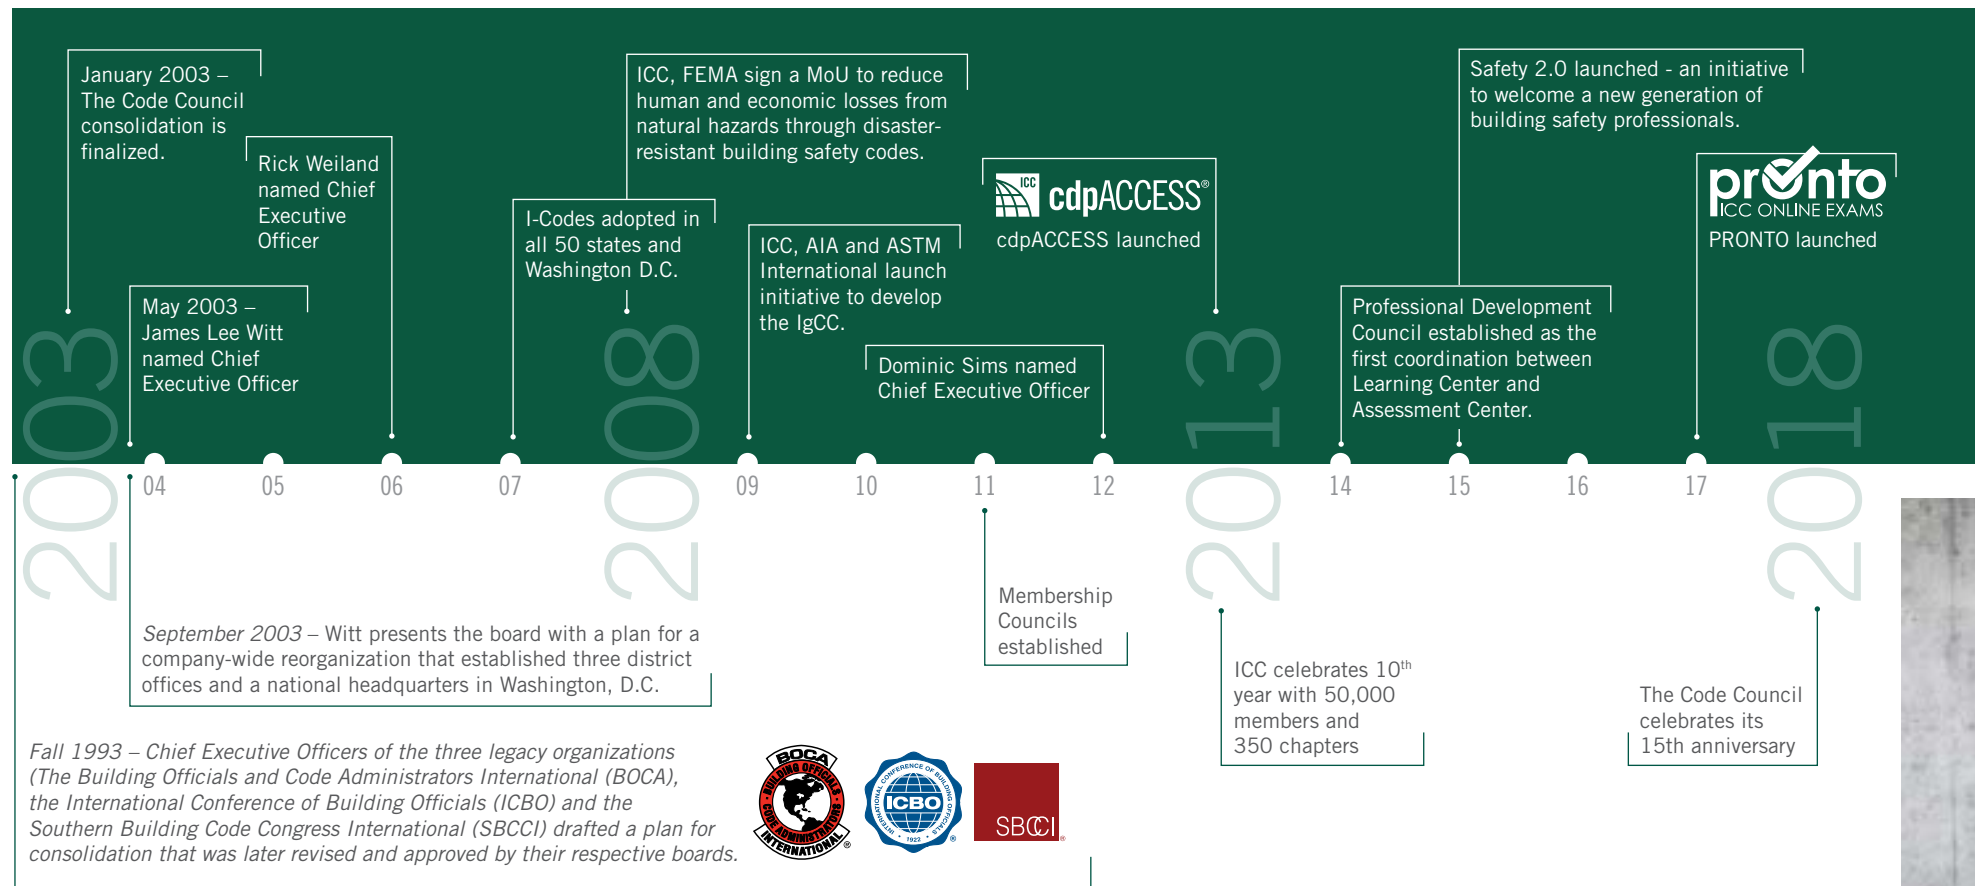 January 2003 –
The Code Council
consolidation is
finalized.
Rick Weiland
named Chief
Executive
Officer
May 2003 –
James Lee Witt
named Chief
Executive Officer
ICC, FEMA sign a MoU to reduce
human and economic losses from
natural hazards through disaster-
resistant building safety codes.
I-Codes adopted in
all 50 states and
Washington D.C.
ICC, AIA and ASTM
International launch
initiative to develop
the IgCC.
ICC
cdpACCESS®
cdpACCESS launched
Dominic Sims named
Chief Executive Officer
Safety 2.0 launched - an initiative
to welcome a new generation of
building safety professionals.
Professional Development
Council established as the
first coordination between
Learning Center and
Assessment Center.
pronto
ICC ONLINE EXAMS
PRONTO launched
2003
04
05
06
07
2008
09
10
11
12
2013
14
15
16
17
2018
September 2003 – Witt presents the board with a plan for a
company-wide reorganization that established three district
offices and a national headquarters in Washington, D.C.
Membership
Councils
established
ICC celebrates 10th
year with 50,000
members and
350 chapters
The Code Council
celebrates its
15th anniversary
Fall 1993 – Chief Executive Officers of the three legacy organizations
(The Building Officials and Code Administrators International (BOCA),
the International Conference of Building Officials (ICBO) and the
Southern Building Code Congress International (SBCCI) drafted a plan for
consolidation that was later revised and approved by their respective boards.
BOCA
BUILDING OFFICIALS
CODE ADMINISTRATORS
INTERNATIONAL
®
INTERNATIONAL CONFERENCE OF BUILDING OFFICIALS
ICBO
1922
®
SBCCI
®